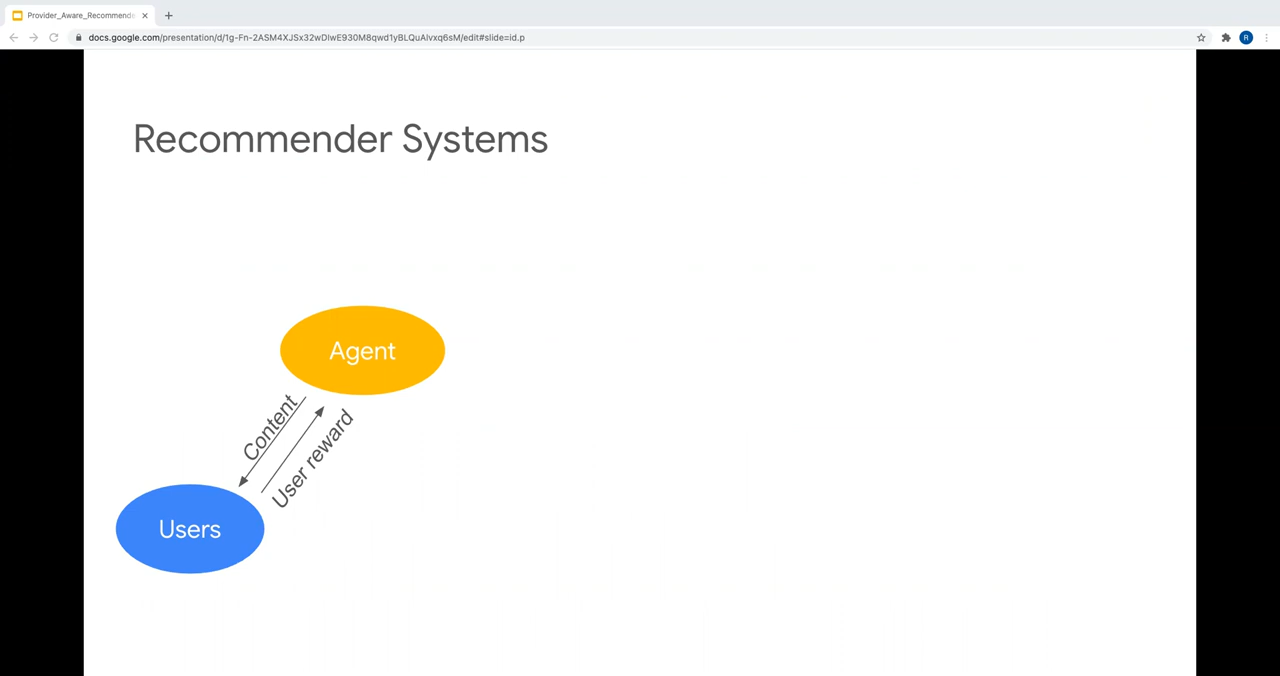 Provider_Aware_Recommende
docs.google.com/presentation/d/1g-Fn-2ASM4XJSx32wDlwE930M8qwd1yBLQuAlvxq6sM/edit#slide=id.p
R
Recommender Systems
Agent
Content
User reward
Users